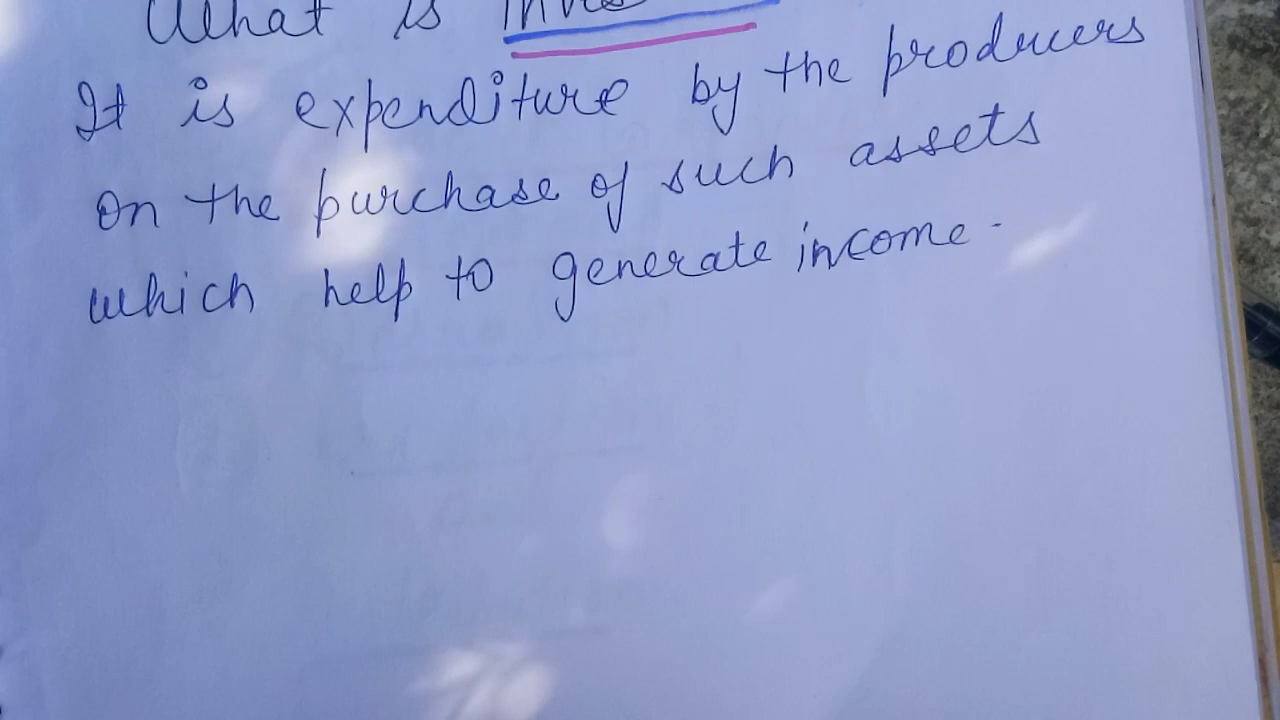 What is
It is expenditure by the producers
on the purchase of such assets
which help to generate income.